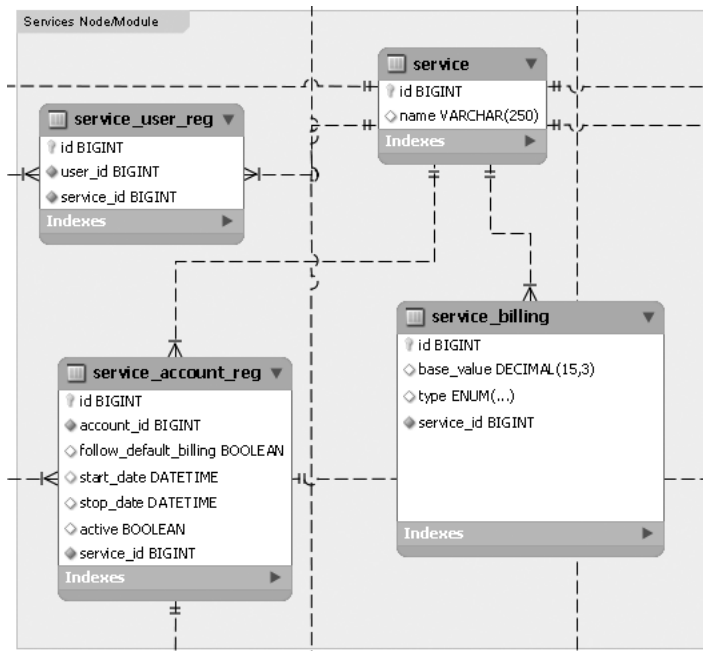 Services Node/Module
service
id BIGINT
name VARCHAR(250)
Indexes
service_user_reg
id BIGINT
user_id BIGINT
service_id BIGINT
Indexes
service_billing
id BIGINT
base_value DECIMAL(15,3)
type ENUM(...)
service_id BIGINT
Indexes
service_account_reg
id BIGINT
account_id BIGINT
follow_default_billing BOOLEAN
start_date DATETIME
stop_date DATETIME
active BOOLEAN
service_id BIGINT
Indexes